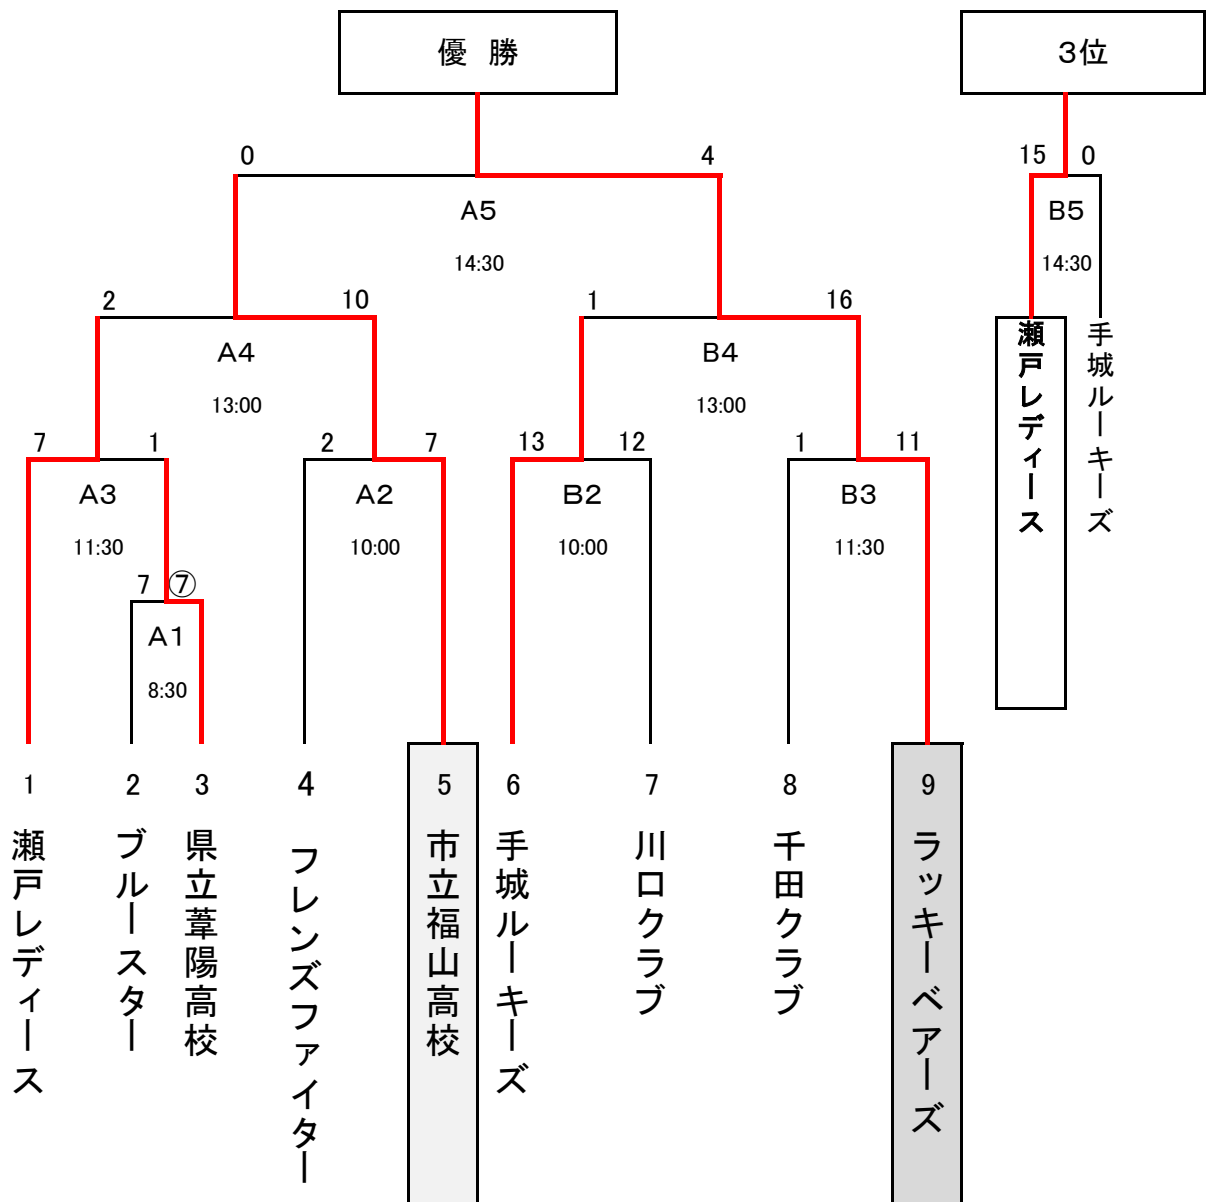 優 勝
3位
0
4
15
0
A5
14:30
B5
14:30
2
10
1
16
A4
13:00
B4
13:00
瀬戸レディース
手城ルーキーズ
7
1
2
7
13
12
1
11
A3
11:30
A2
10:00
B2
10:00
B3
11:30
7
⑦
A1
8:30
1
2
3
4
5
6
7
8
9
瀬戸レディース
ブルースター
県立葦陽高校
フレンズファイター
市立福山高校
手城ルーキーズ
川口クラブ
千田クラブ
ラッキーベアーズ